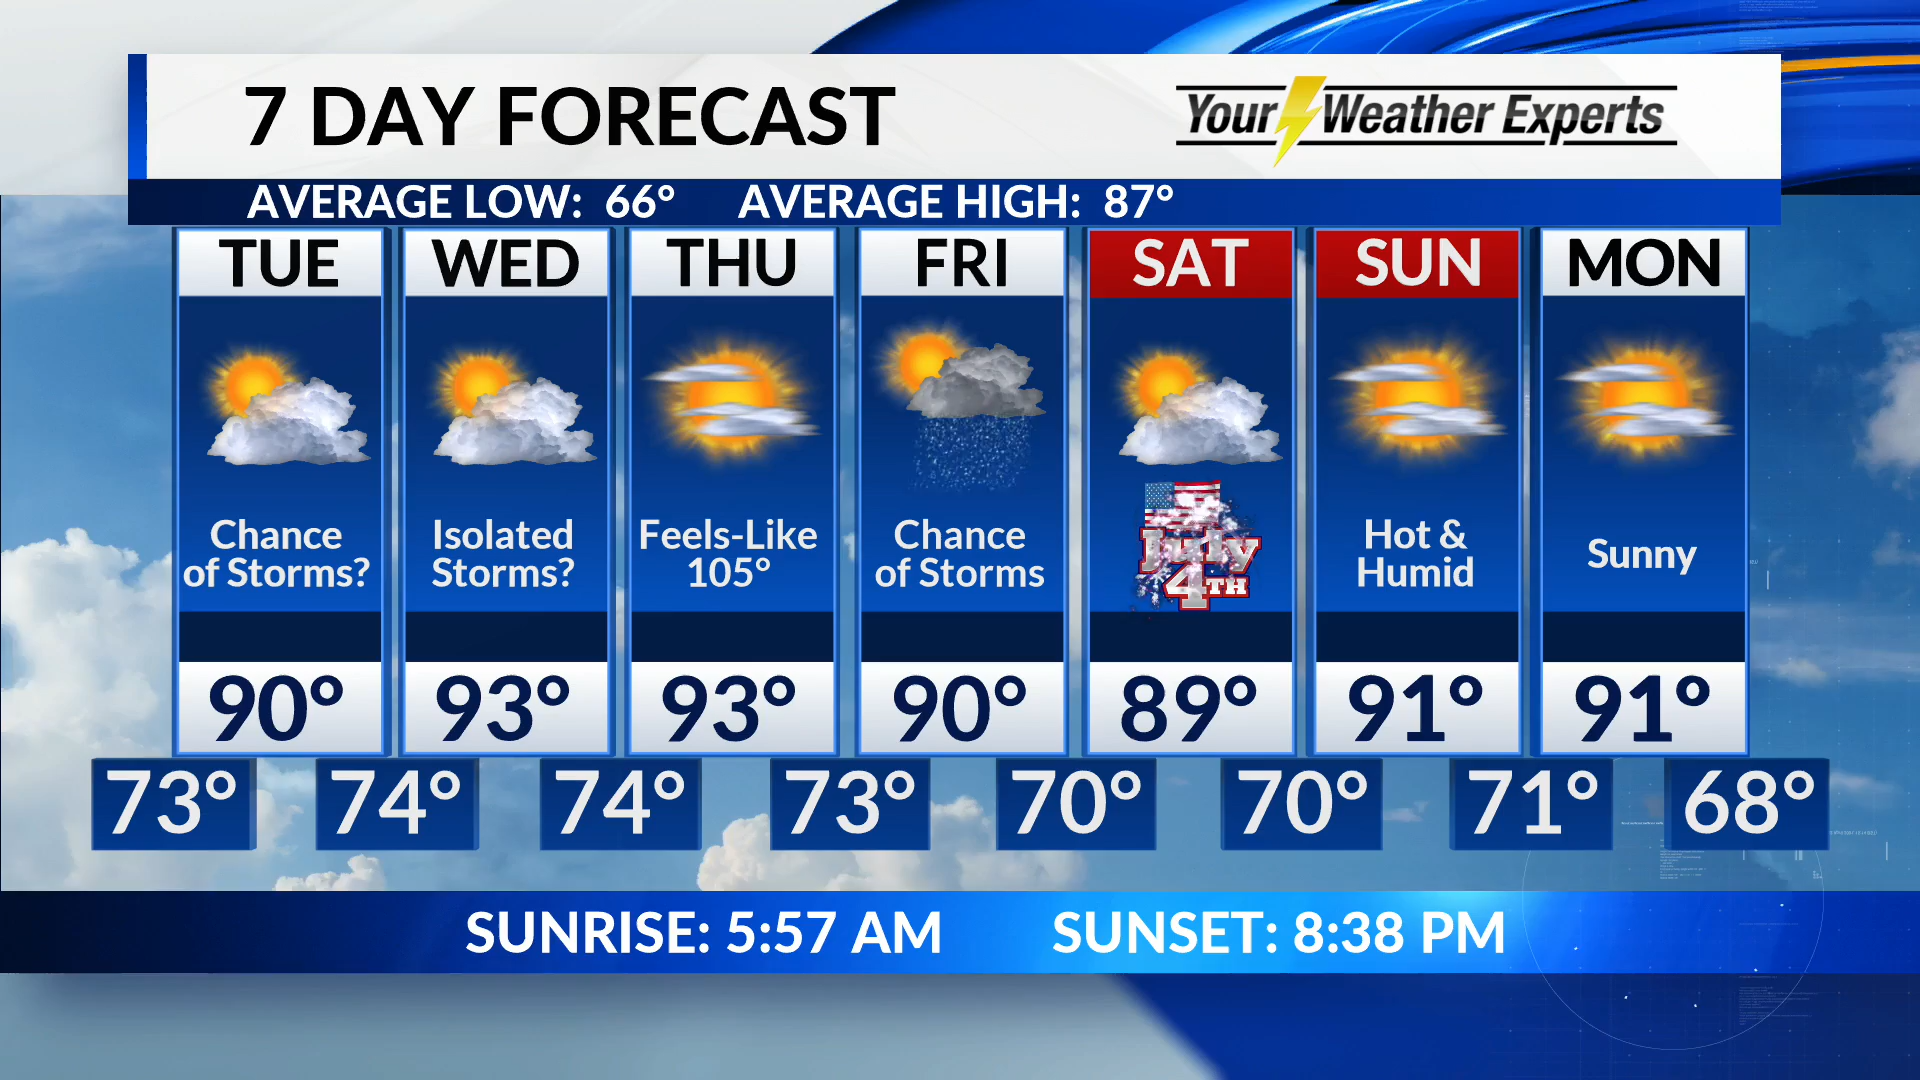 7 DAY FORECAST
Your Weather Experts
AVERAGE LOW: 66° AVERAGE HIGH: 87°
TUE WED THU FRI SAT SUN MON
Chance
of Storms?
Isolated
Storms?
Feels-Like
105°
Chance
of Storms
July
4TH
Hot &
Humid
Sunny
90° 93° 93° 90° 89° 91° 91°
73° 74° 74° 73° 70° 70° 71° 68°
SUNRISE: 5:57 AM SUNSET: 8:38 PM